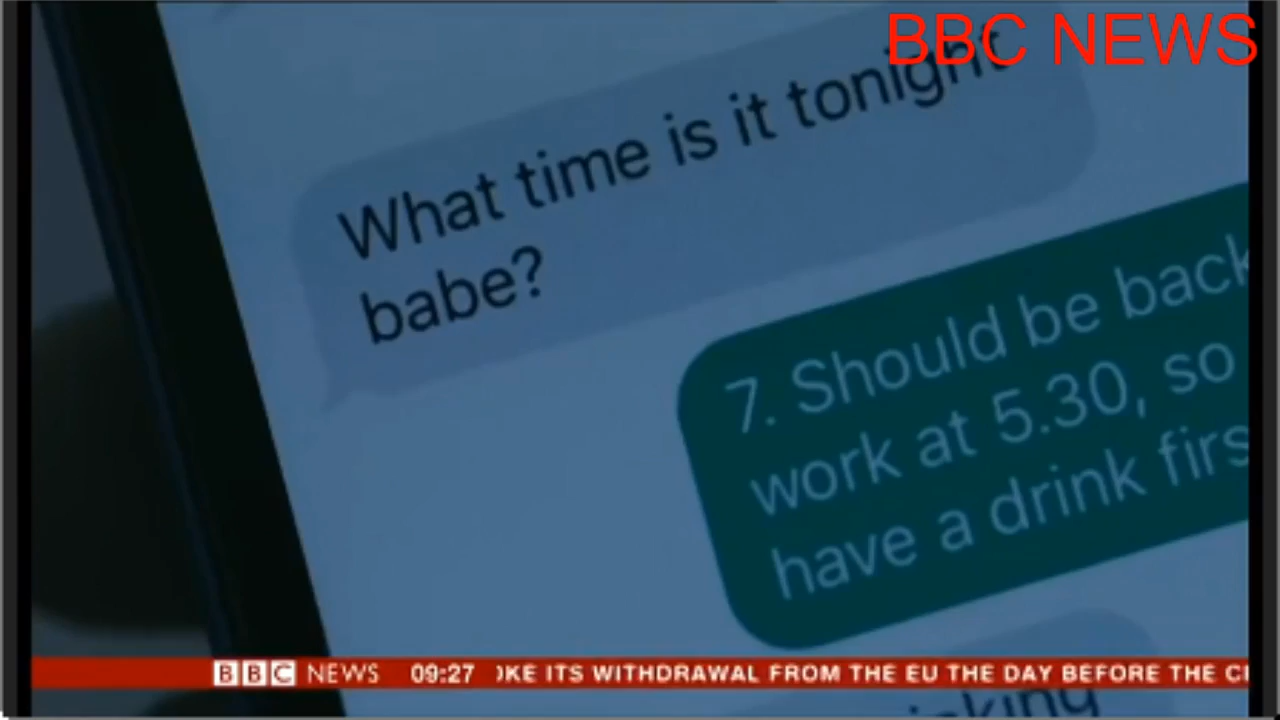 BBC NEWS
What time is it tonight
babe?
7. Should be back
work at 5.30, so
have a drink firs
BBC NEWS 09:27 OKE ITS WITHDRAWAL FROM THE EU THE DAY BEFORE THE